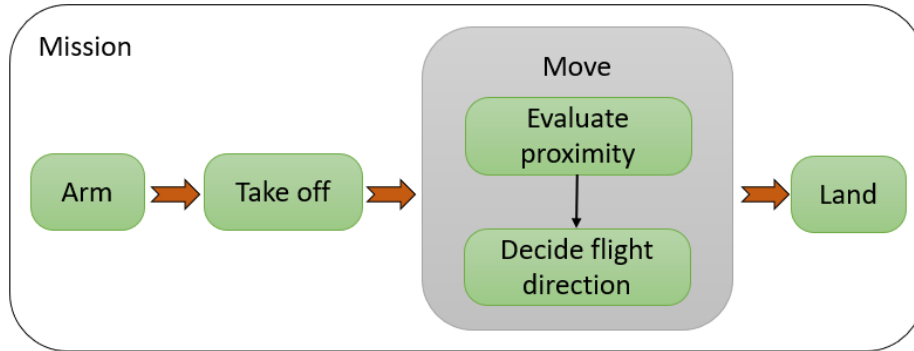 Mission
Arm
Take off
Move
Evaluate
proximity
Decide flight
direction
Land